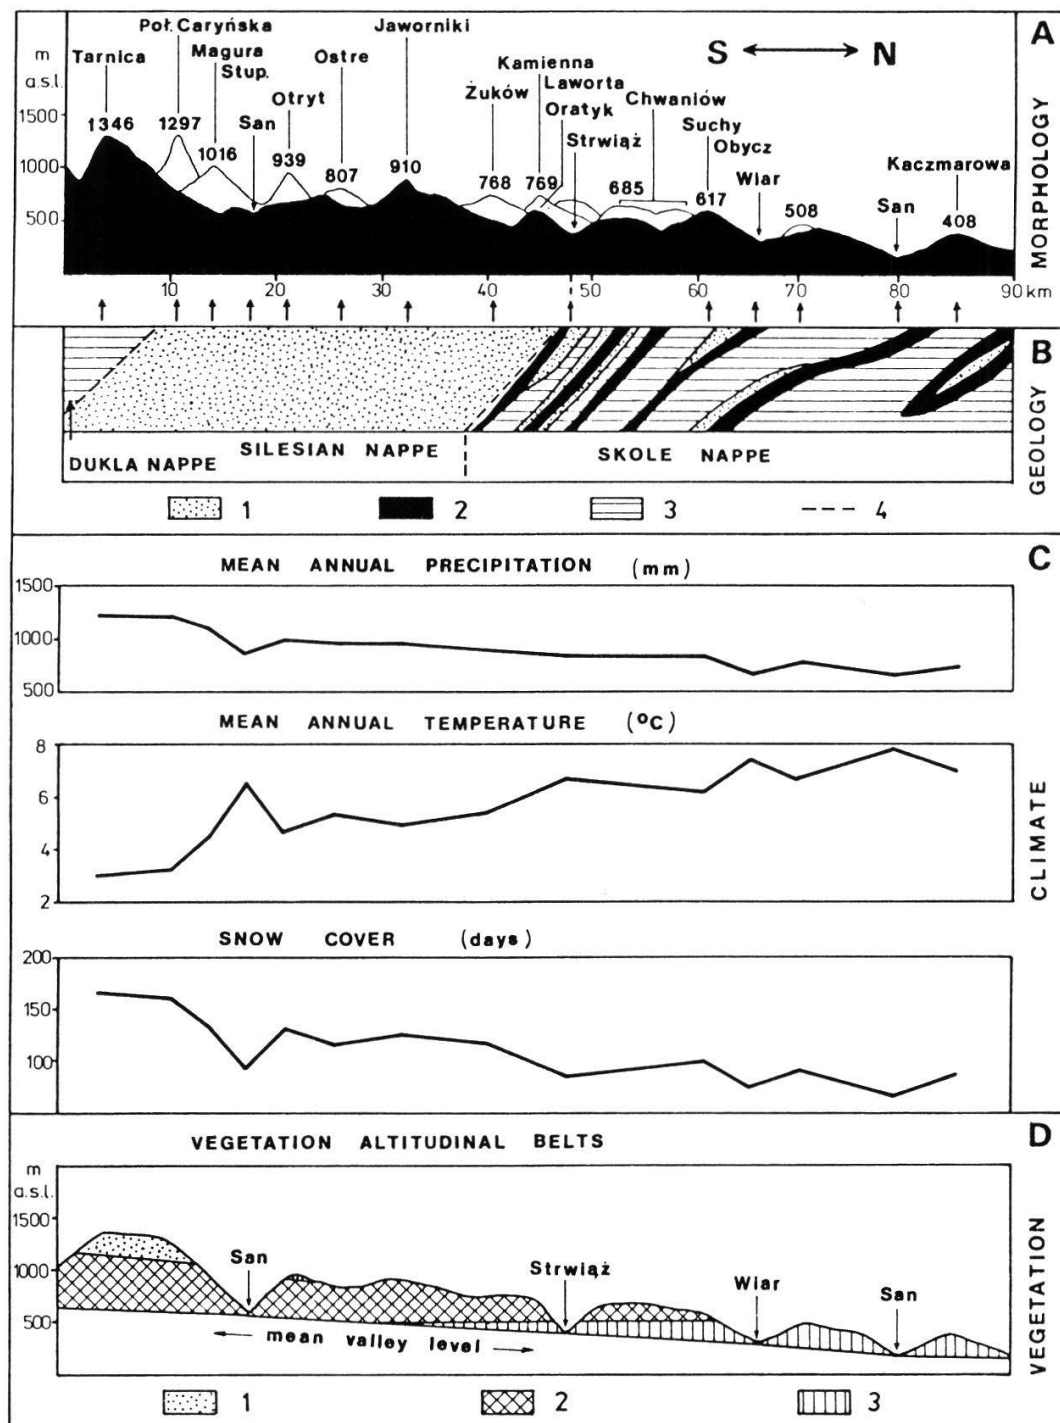 A
S N
m
a.s.l.
Tarnica
Poł. Caryńska
Magura
Stup.
San
Otryt
Ostre
Jaworniki
Żuków
Kamienna
Laworta
Oratyk
Strwiąż
Chwaniów
Suchy
Obycz
Wiar
San
Kaczmarowa
1500
1000
500
1346 1297 1016 939 807 910 768 769 685 617 508 408
0 10 20 30 40 50 60 70 80 90 km
MORPHOLOGY
B
DUKLA NAPPE SILESIAN NAPPE SKOLE NAPPE
1 2 3 4
GEOLOGY
C
MEAN ANNUAL PRECIPITATION (mm)
1500
1000
500
MEAN ANNUAL TEMPERATURE (°C)
8
6
4
2
SNOW COVER (days)
200
150
100
CLIMATE
D
VEGETATION ALTITUDINAL BELTS
m
a.s.l.
1500
1000
500
San
Strwiąż
Wiar
San
mean valley level
1 2 3
VEGETATION